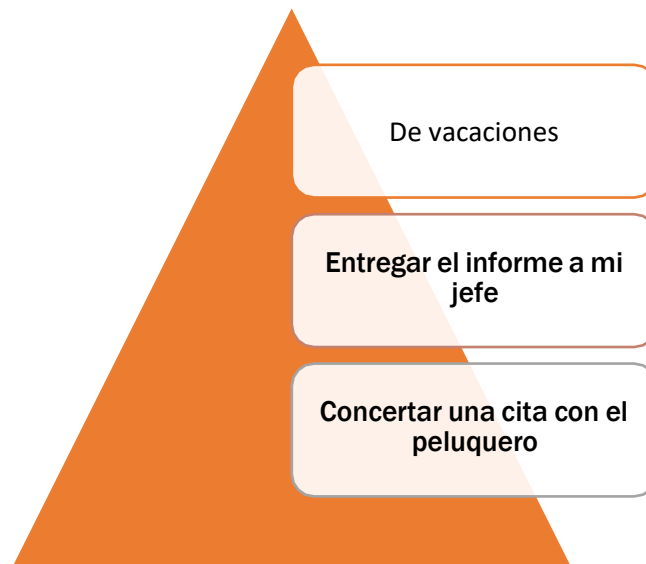 De vacaciones
Entregar el informe a mi
jefe
Concertar una cita con el
peluquero